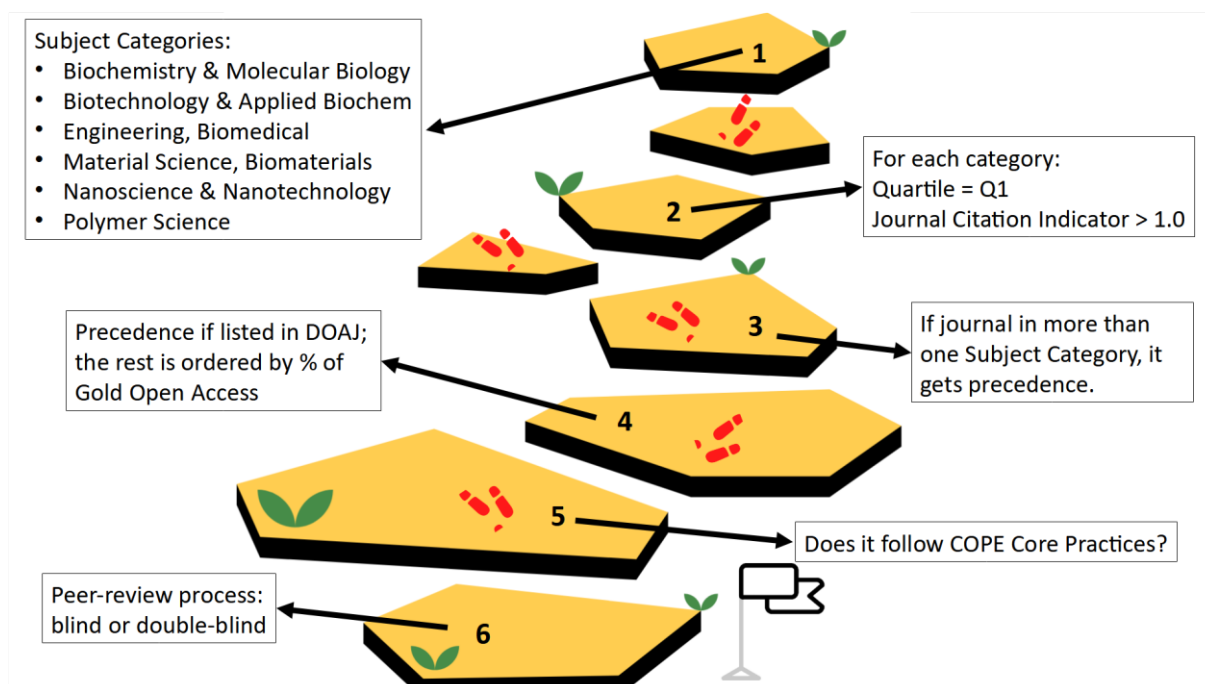 Subject Categories:
• Biochemistry & Molecular Biology
• Biotechnology & Applied Biochem
• Engineering, Biomedical
• Material Science, Biomaterials
• Nanoscience & Nanotechnology
• Polymer Science
1
For each category:
Quartile = Q1
Journal Citation Indicator > 1.0
2
Precedence if listed in DOAJ;
the rest is ordered by % of
Gold Open Access
3
If journal in more than
one Subject Category, it
gets precedence.
4
5
Does it follow COPE Core Practices?
Peer-review process:
blind or double-blind
6